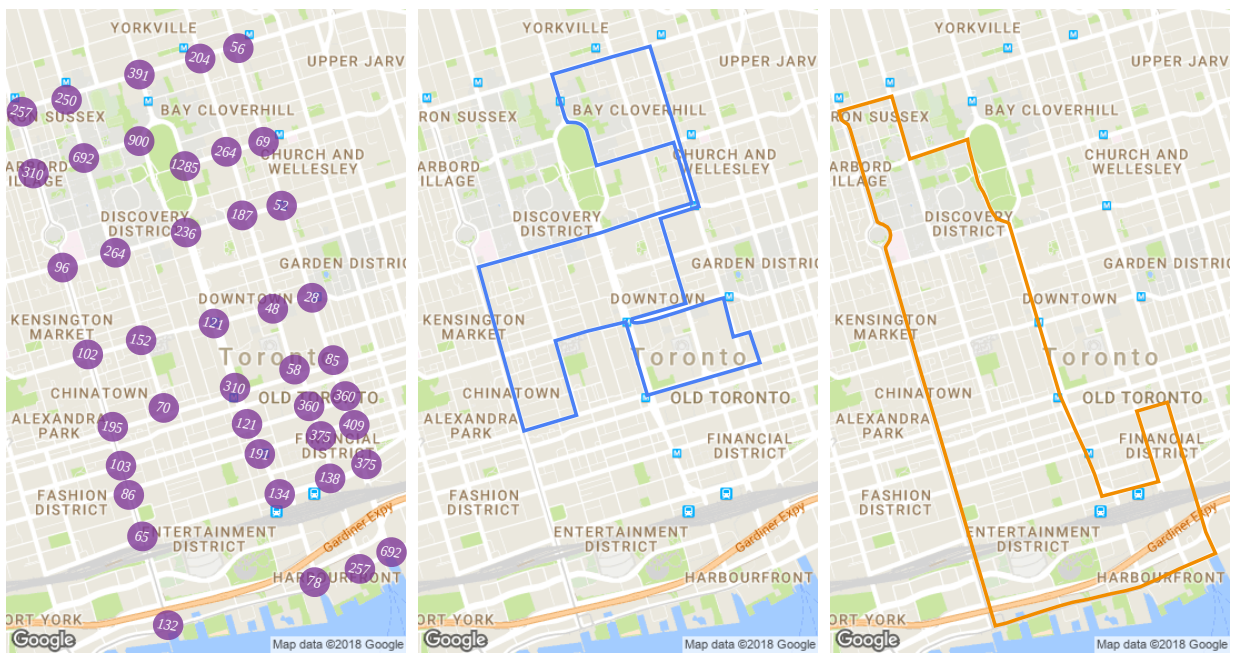 YORKVILLE
56
204
UPPER JARV
391
250
257
RON SUSSEX
BAY CLOVERHILL
900
69
264
692
1285
CHURCH AND
WELLESLEY
310
ARBORD
ILLAGE
52
187
DISCOVERY
DISTRICT
236
264
96
GARDEN DISTRIC
28
DOWNTOWN
48
KENSINGTON
MARKET
121
152
102
Toronto
85
58
310
CHINATOWN
360
OLD TORONTO
360
70
ALEXANDRA
PARK
195
121
409
375
FINANCIAL
DISTRICT
191
103
375
138
86
134
FASHION
DISTRICT
65
ENTERTAINMENT
DISTRICT
Gardiner Expy
692
257
78
HARBOURFRONT
132
ORT YORK
Google
Map data ©2018 Google
YORKVILLE
UPPER JARV
RON SUSSEX
BAY CLOVERHILL
CHURCH AND
WELLESLEY
ARBORD
ILLAGE
DISCOVERY
DISTRICT
GARDEN DISTRIC
DOWNTOWN
KENSINGTON
MARKET
Toronto
CHINATOWN
OLD TORONTO
ALEXANDRA
PARK
FINANCIAL
DISTRICT
FASHION
DISTRICT
ENTERTAINMENT
DISTRICT
Gardiner Expy
HARBOURFRONT
ORT YORK
Google
Map data ©2018 Google
YORKVILLE
UPPER JARV
RON SUSSEX
BAY CLOVERHILL
CHURCH AND
WELLESLEY
ARBORD
ILLAGE
DISCOVERY
DISTRICT
GARDEN DISTRIC
DOWNTOWN
KENSINGTON
MARKET
Toronto
CHINATOWN
OLD TORONTO
ALEXANDRA
PARK
FINANCIAL
DISTRICT
FASHION
DISTRICT
ENTERTAINMENT
DISTRICT
Gardiner Expy
HARBOURFRONT
ORT YORK
Google
Map data ©2018 Google